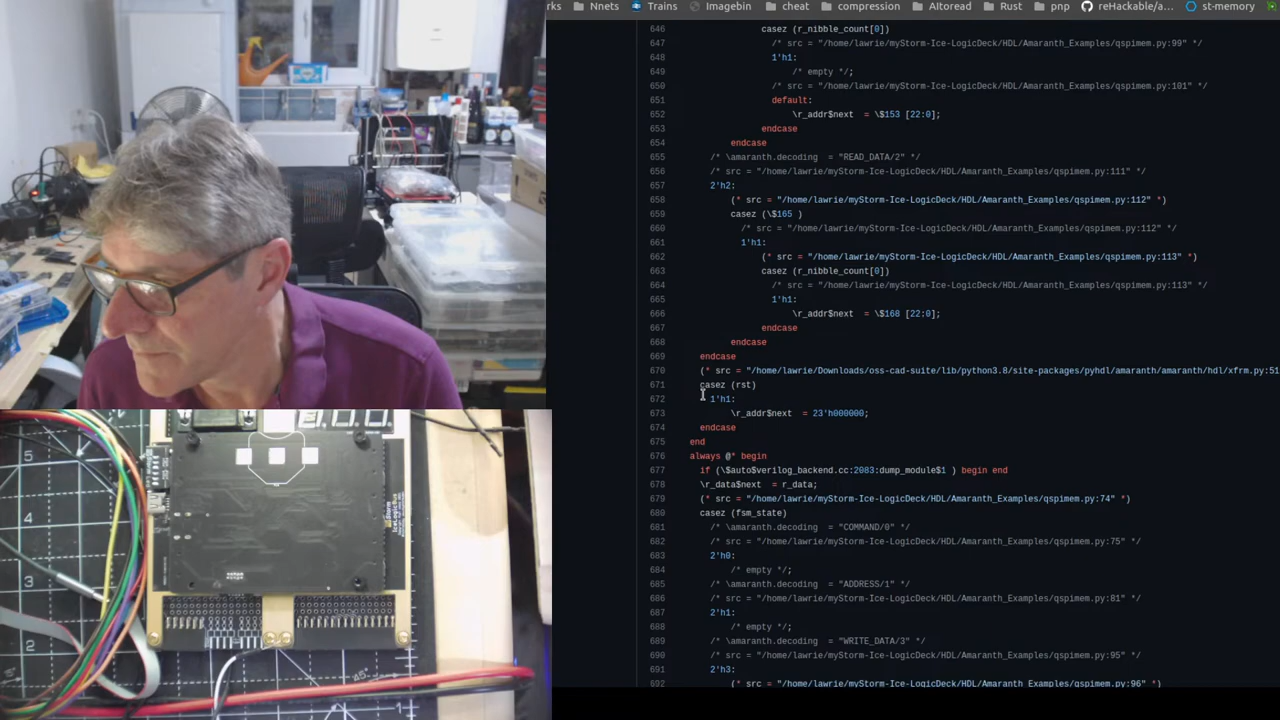 rks Nnets Trains Imagebin cheat compression Altoread Rust pnp reHackable/a... st-memory
646 casez (r_nibble_count[0])
647 /* src = "/home/lawrie/myStorm-Ice-LogicDeck/HDL/Amaranth_Examples/qspimem.py:99" */
648 1'h1:
649 /* empty */;
650 /* src = "/home/lawrie/myStorm-Ice-LogicDeck/HDL/Amaranth_Examples/qspimem.py:101" */
651 default:
652 \r_addr$next  = \$153 [22:0];
653 endcase
654 endcase
655 /* \amaranth.decoding  = "READ_DATA/2" */
656 /* src = "/home/lawrie/myStorm-Ice-LogicDeck/HDL/Amaranth_Examples/qspimem.py:111" */
657 2'h2:
658 (* src = "/home/lawrie/myStorm-Ice-LogicDeck/HDL/Amaranth_Examples/qspimem.py:112" *)
659 casez (\$165 )
660 /* src = "/home/lawrie/myStorm-Ice-LogicDeck/HDL/Amaranth_Examples/qspimem.py:112" */
661 1'h1:
662 (* src = "/home/lawrie/myStorm-Ice-LogicDeck/HDL/Amaranth_Examples/qspimem.py:113" *)
663 casez (r_nibble_count[0])
664 /* src = "/home/lawrie/myStorm-Ice-LogicDeck/HDL/Amaranth_Examples/qspimem.py:113" */
665 1'h1:
666 \r_addr$next  = \$168 [22:0];
667 endcase
668 endcase
669 endcase
670 (* src = "/home/lawrie/Downloads/oss-cad-suite/lib/python3.8/site-packages/pyhdl/amaranth/amaranth/hdl/xfrm.py:51
671 casez (rst)
672 1'h1:
673 \r_addr$next  = 23'h000000;
674 endcase
675 end
676 always @* begin
677 if (\$auto$verilog_backend.cc:2083:dump_module$1 ) begin end
678 \r_data$next  = r_data;
679 (* src = "/home/lawrie/myStorm-Ice-LogicDeck/HDL/Amaranth_Examples/qspimem.py:74" *)
680 casez (fsm_state)
681 /* \amaranth.decoding  = "COMMAND/0" */
682 /* src = "/home/lawrie/myStorm-Ice-LogicDeck/HDL/Amaranth_Examples/qspimem.py:75" */
683 2'h0:
684 /* empty */;
685 /* \amaranth.decoding  = "ADDRESS/1" */
686 /* src = "/home/lawrie/myStorm-Ice-LogicDeck/HDL/Amaranth_Examples/qspimem.py:81" */
687 2'h1:
688 /* empty */;
689 /* \amaranth.decoding  = "WRITE_DATA/3" */
690 /* src = "/home/lawrie/myStorm-Ice-LogicDeck/HDL/Amaranth_Examples/qspimem.py:95" */
691 2'h3:
692 (* src = "/home/lawrie/myStorm-Ice-LogicDeck/HDL/Amaranth_Examples/qspimem.py:96" *)
5
4
3
2
1